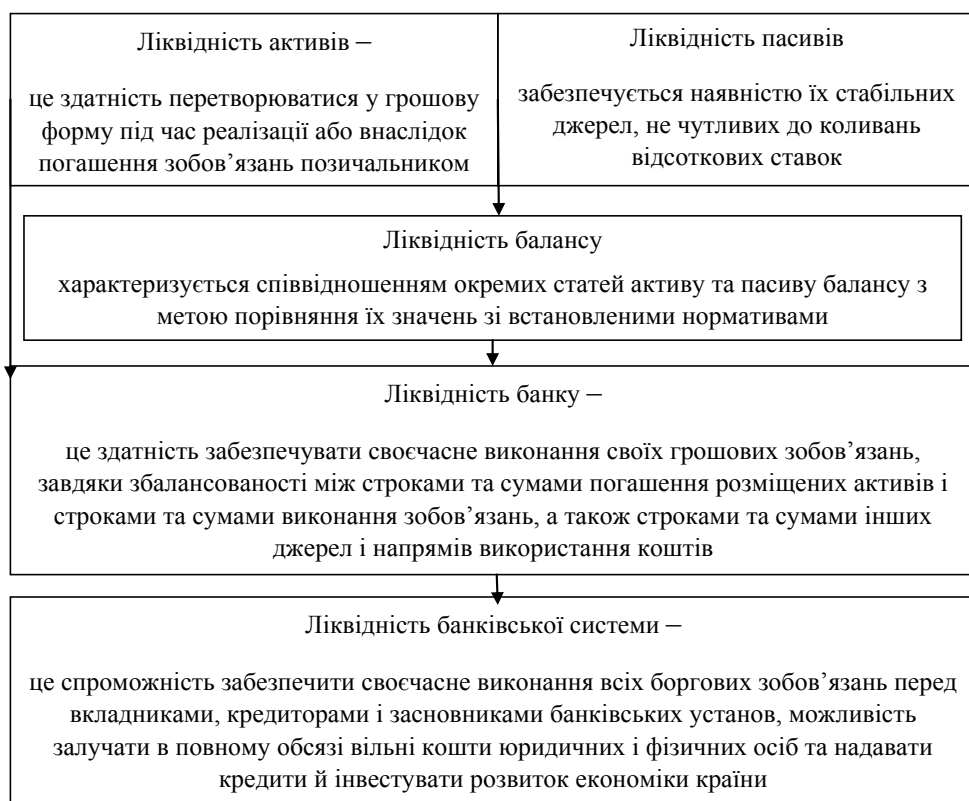 Ліквідність активів –
це здатність перетворюватися у грошову
форму під час реалізації або внаслідок
погашення зобов’язань позичальником
Ліквідність пасивів
забезпечується наявністю їх стабільних
джерел, не чутливих до коливань
відсоткових ставок
Ліквідність балансу
характеризується співвідношенням окремих статей активу та пасиву балансу з
метою порівняння їх значень зі встановленими нормативами
Ліквідність банку –
це здатність забезпечувати своєчасне виконання своїх грошових зобов’язань,
завдяки збалансованості між строками та сумами погашення розміщених активів і
строками та сумами виконання зобов’язань, а також строками та сумами інших
джерел і напрямів використання коштів
Ліквідність банківської системи –
це спроможність забезпечити своєчасне виконання всіх боргових зобов’язань перед
вкладниками, кредиторами і засновниками банківських установ, можливість
залучати в повному обсязі вільні кошти юридичних і фізичних осіб та надавати
кредити й інвестувати розвиток економіки країни